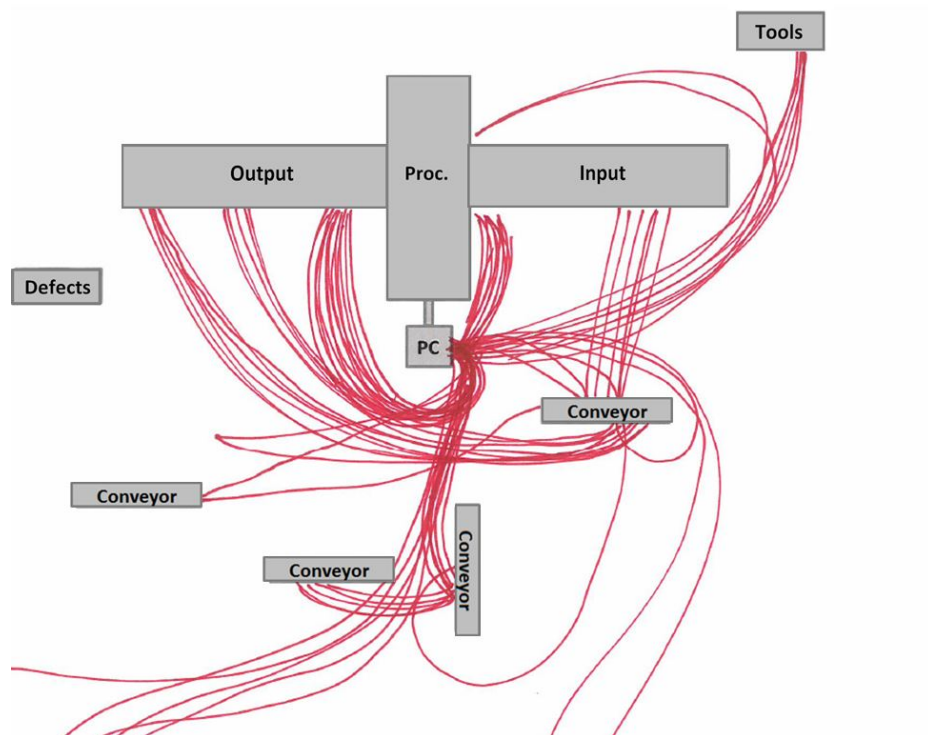 Tools
Output
Proc.
Input
Defects
PC
Conveyor
Conveyor
Conveyor
Conveyor